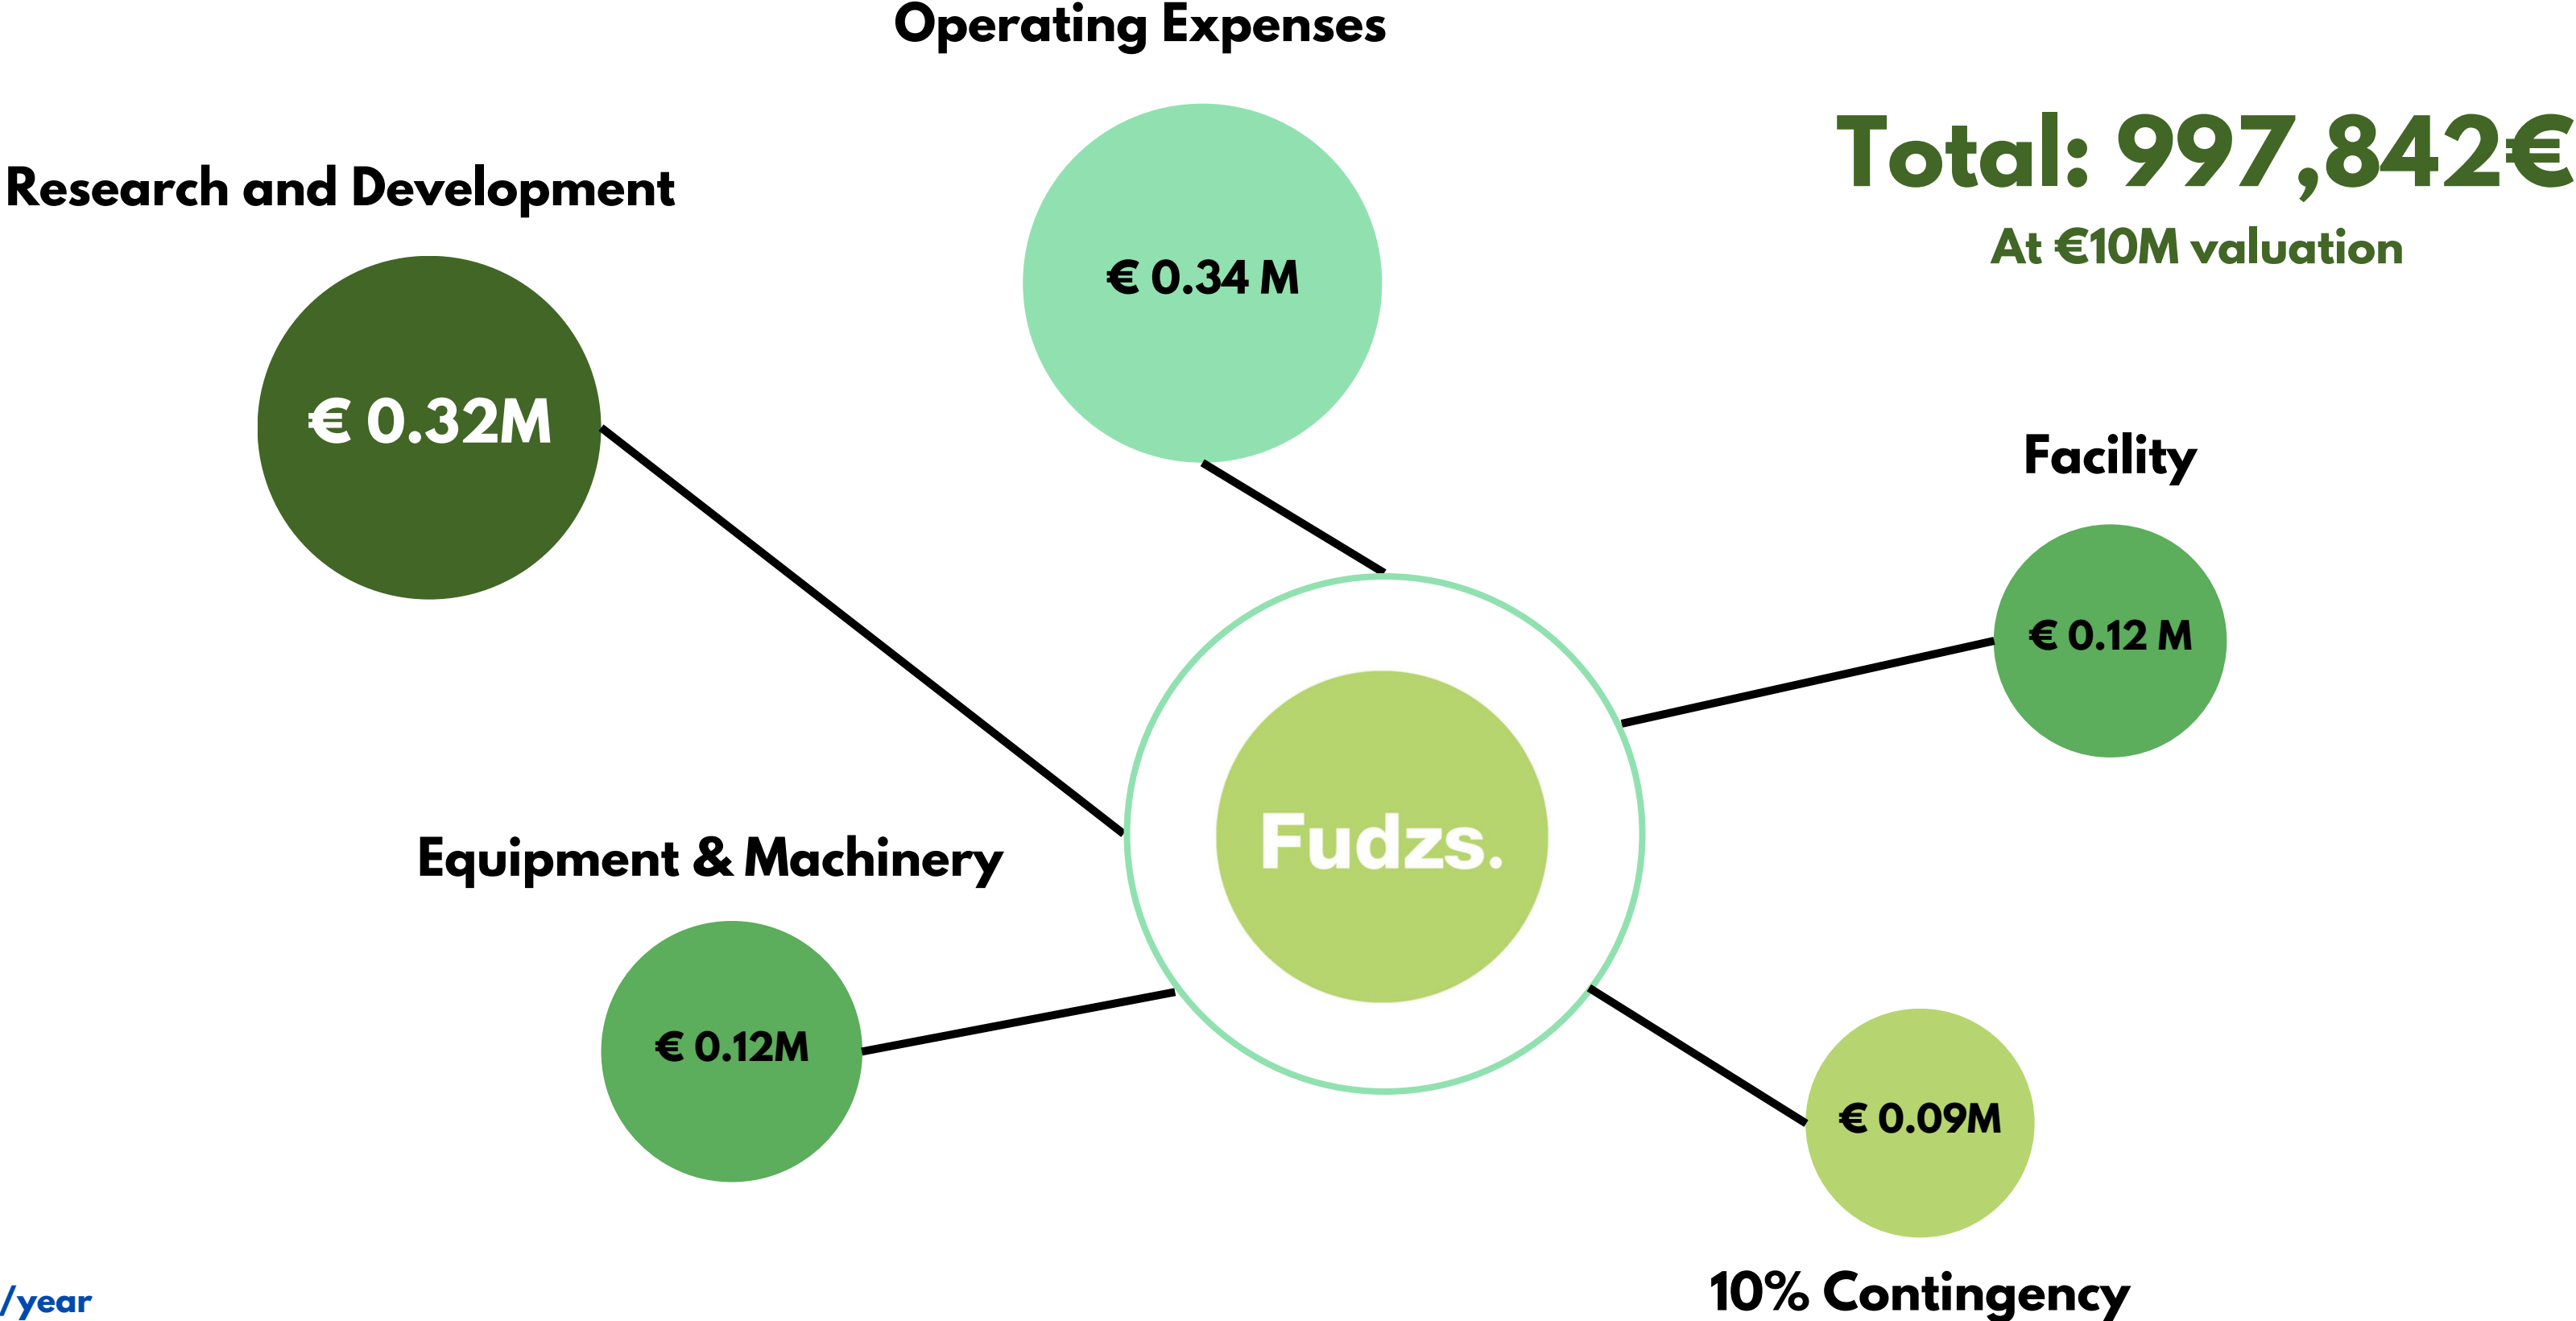 Operating Expenses
€ 0.34 M
Total: 997,842€
At €10M valuation
Research and Development
€ 0.32M
Facility
€ 0.12 M
Fudzs.
Equipment & Machinery
€ 0.12M
€ 0.09M
10% Contingency
/year